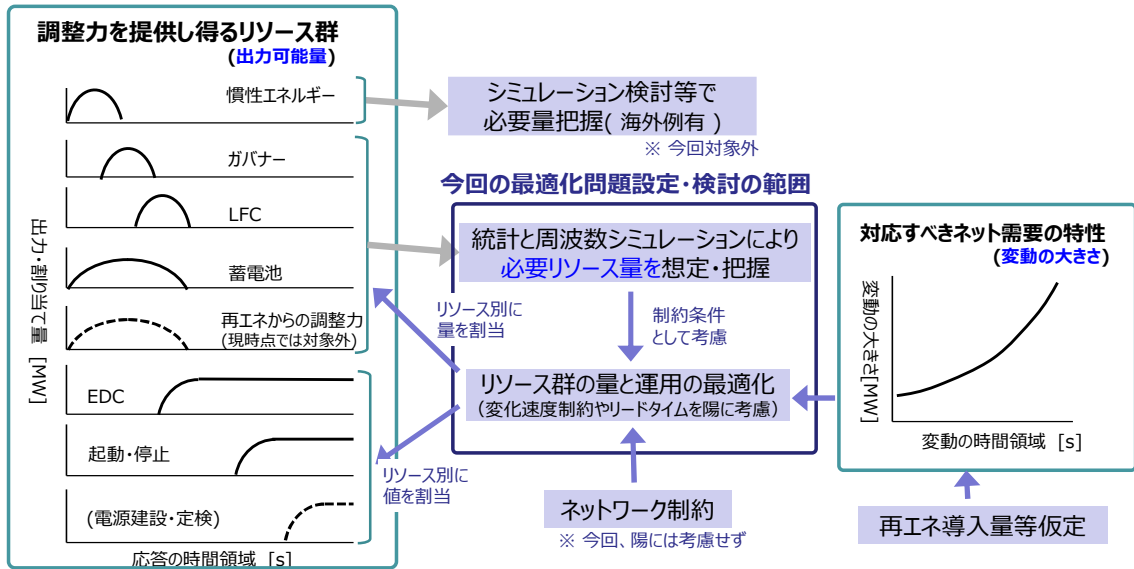 調整力を提供し得るリソース群
(出力可能量)
慣性エネルギー
ガバナー
LFC
蓄電池
再エネからの調整力
(現時点では対象外)
EDC
起動・停止
(電源建設・定検)
出力・割り当て量 [MW]
応答の時間領域 [s]
シミュレーション検討等で
必要量把握( 海外例有 )
※ 今回対象外
今回の最適化問題設定・検討の範囲
統計と周波数シミュレーションにより
必要リソース量を想定・把握
リソース別に
量を割当
制約条件
として考慮
リソース群の量と運用の最適化
(変化速度制約やリードタイムを陽に考慮)
リソース別に
値を割当
ネットワーク制約
※ 今回、陽には考慮せず
対応すべきネット需要の特性
(変動の大きさ)
変動の大きさ[MW]
変動の時間領域 [s]
再エネ導入量等仮定